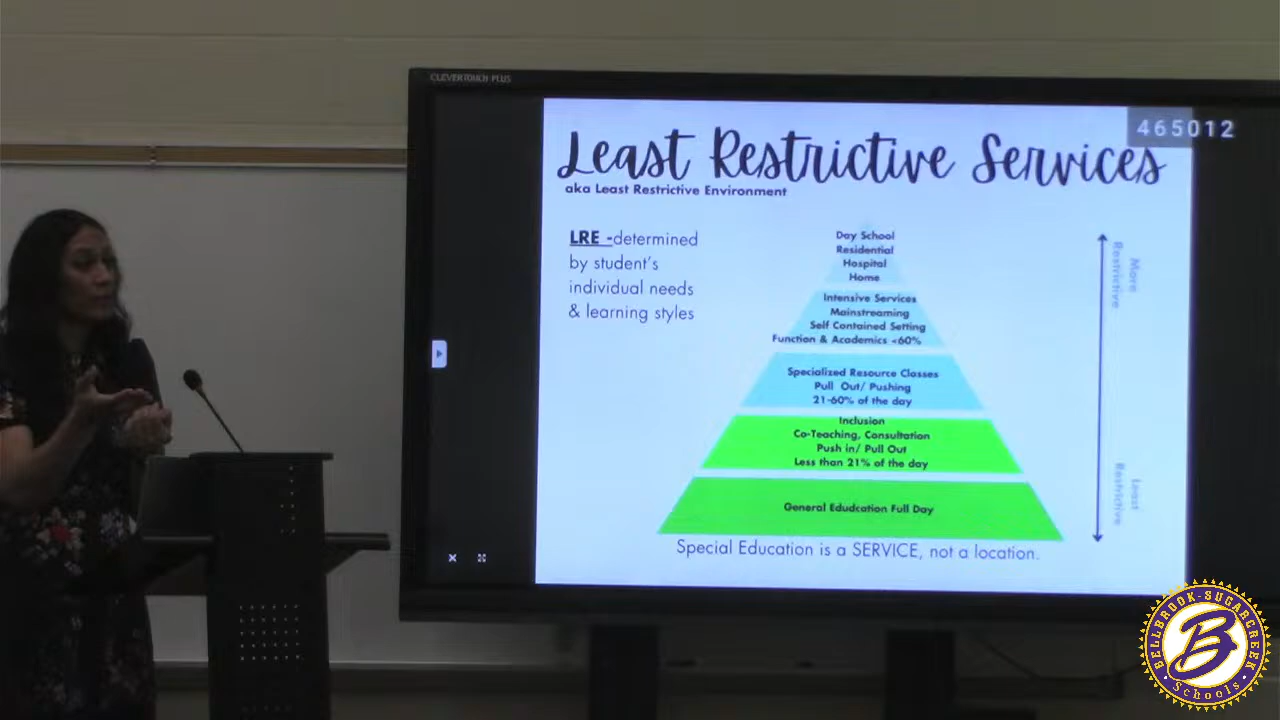 CLEVERTOUCH PLUS
465012
Least Restrictive Services
aka Least Restrictive Environment
LRE -determined
by student's
individual needs
& learning styles
Day School
Residential
Hospital
Home
Intensive Services
Mainstreaming
Self Contained Setting
Function & Academics <60%
Specialized Resource Classes
Pull Out/ Pushing
21-60% of the day
Inclusion
Co-Teaching, Consultation
Push in/ Pull Out
Less than 21% of the day
General Edudcation Full Day
More
Restrictive
Least
Restrictive
Special Education is a SERVICE, not a location.
BELLBROOK-SUGARCREEK
B
Schools